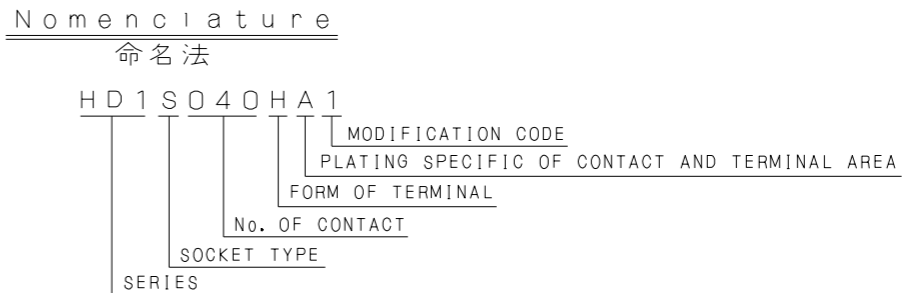 Nomenclature
命名法
HD1S040HA1
MODIFICATION CODE
PLATING SPECIFIC OF CONTACT AND TERMINAL AREA
FORM OF TERMINAL
No. OF CONTACT
SOCKET TYPE
SERIES